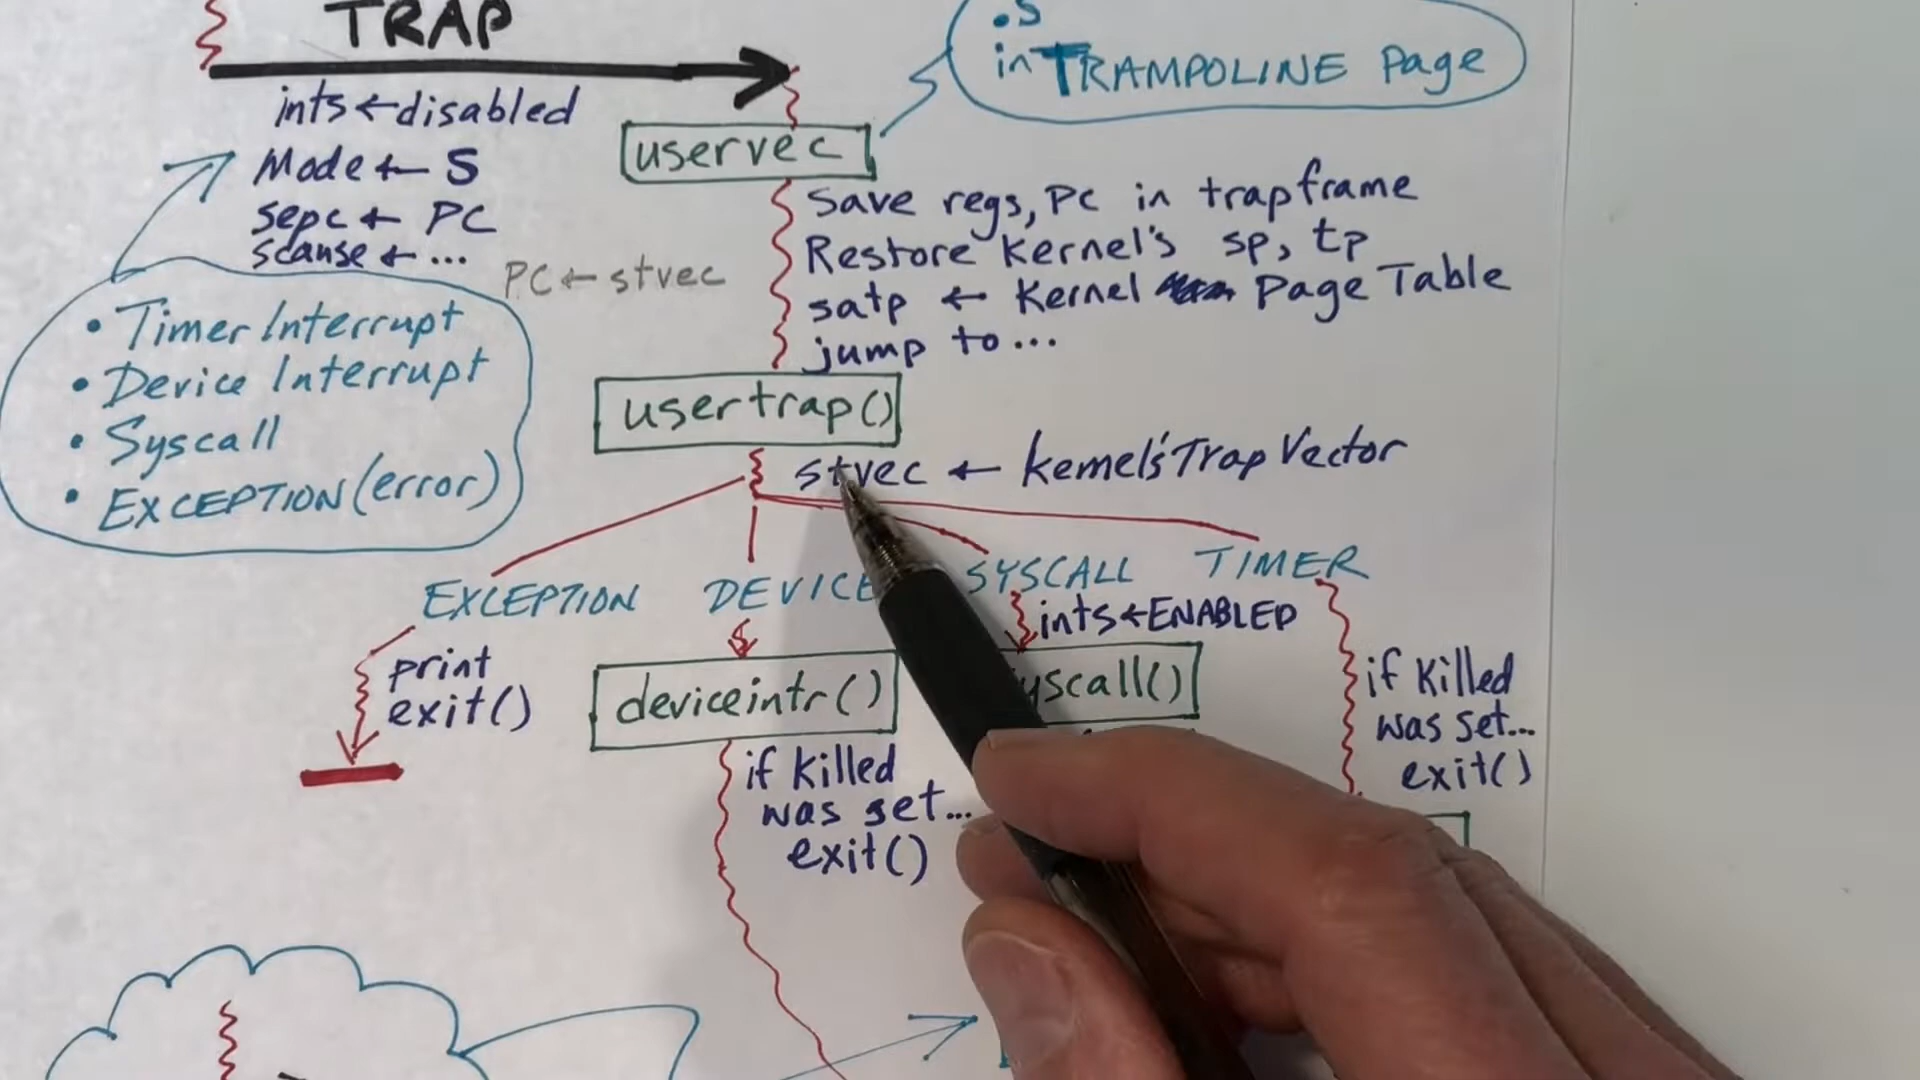 TRAP
.S
in TRAMPOLINE Page
ints ← disabled
Mode ← S
sepc ← PC
scause ← ...
PC ← stvec
uservec
Save regs, PC in trapframe
Restore Kernel's sp, tp
satp ← Kernel Page Table
jump to...
• Timer Interrupt
• Device Interrupt
• Syscall
• EXCEPTION (error)
usertrap()
stvec ← kernel's Trap Vector
EXCEPTION DEVICE SYSCALL TIMER
ints ← ENABLED
print
exit()
deviceintr()
yscall()
if Killed
was set...
exit()
if Killed
was set...
exit()